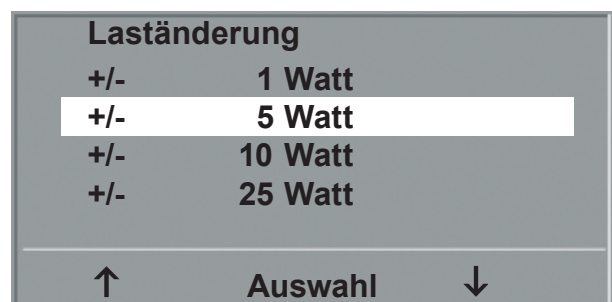 Laständerung
+/- 1 Watt
+/- 5 Watt
+/- 10 Watt
+/- 25 Watt
↑ Auswahl ↓